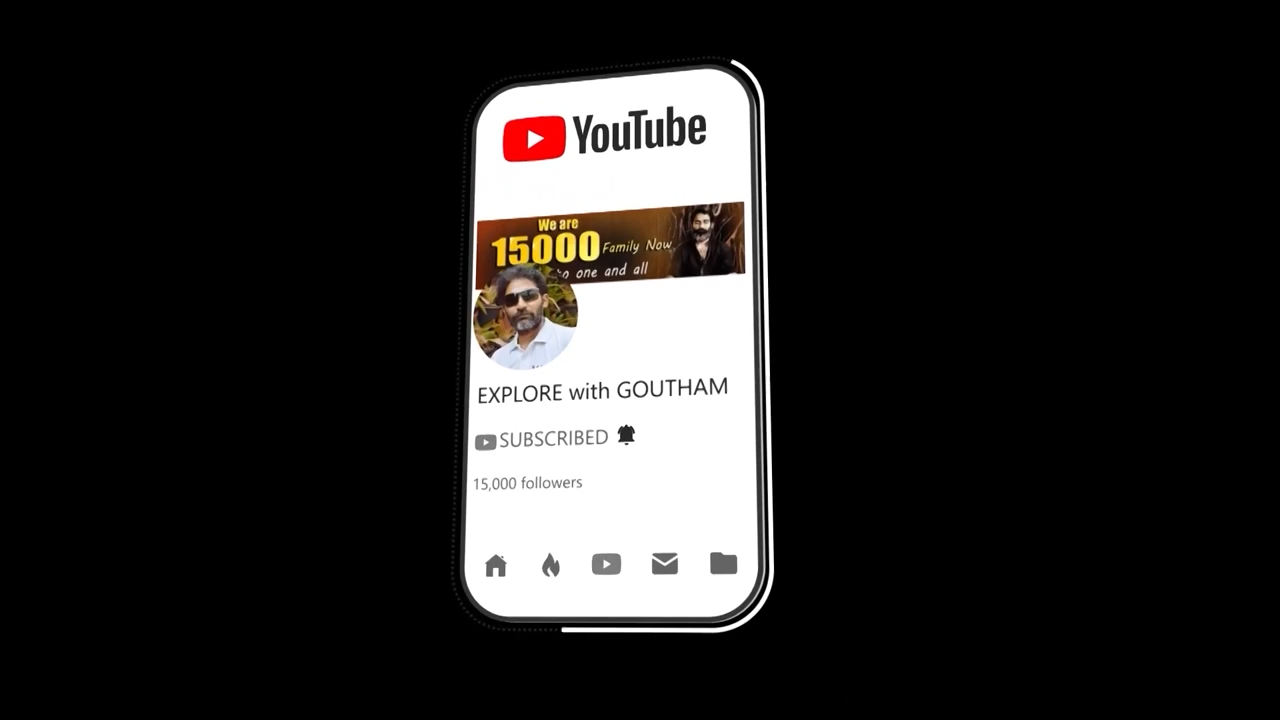 YouTube
We are
15000 Family Now
to one and all
EXPLORE with GOUTHAM
SUBSCRIBED
15,000 followers